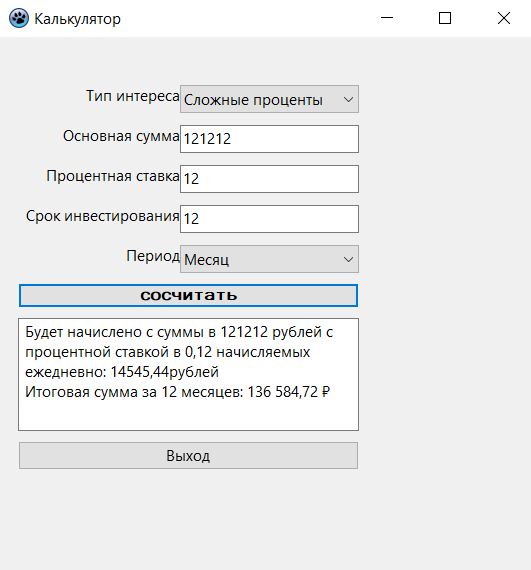 Калькулятор
Тип интереса Сложные проценты
Основная сумма 121212
Процентная ставка 12
Срок инвестирования 12
Период Месяц
сосчитать
Будет начислено с суммы в 121212 рублей с
процентной ставкой в 0,12 начисляемых
ежедневно: 14545,44рублей
Итоговая сумма за 12 месяцев: 136 584,72 ₽
Выход